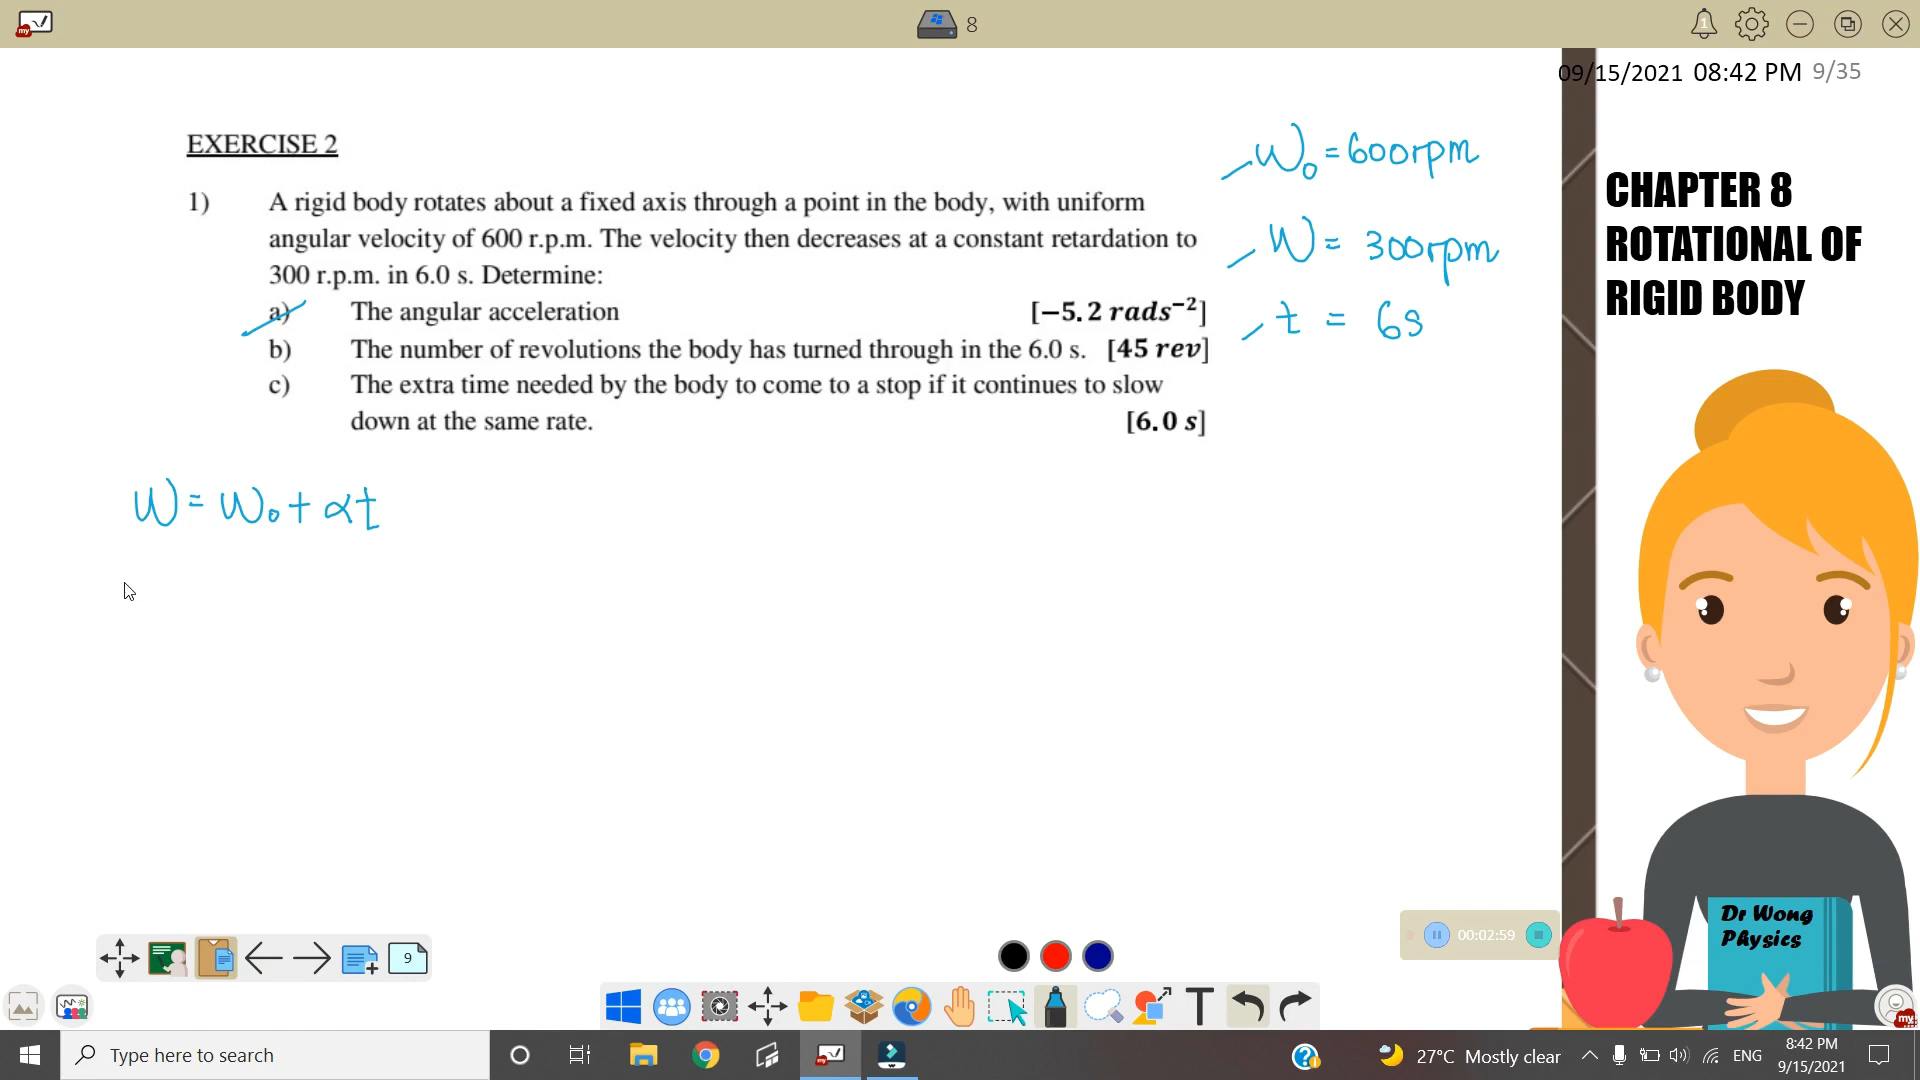 8
09/15/2021 08:42 PM 9/35
EXERCISE 2
1) A rigid body rotates about a fixed axis through a point in the body, with uniform
angular velocity of 600 r.p.m. The velocity then decreases at a constant retardation to
300 r.p.m. in 6.0 s. Determine:
a) The angular acceleration [−5.2 rads⁻²]
b) The number of revolutions the body has turned through in the 6.0 s. [45 rev]
c) The extra time needed by the body to come to a stop if it continues to slow
down at the same rate. [6.0 s]
ω₀ = 600rpm
ω = 300rpm
t = 6s
ω = ω₀ + αt
CHAPTER 8
ROTATIONAL OF
RIGID BODY
Dr Wong
Physics
00:02:59
9
T
my
my
Type here to search
27°C Mostly clear
ENG
8:42 PM
9/15/2021